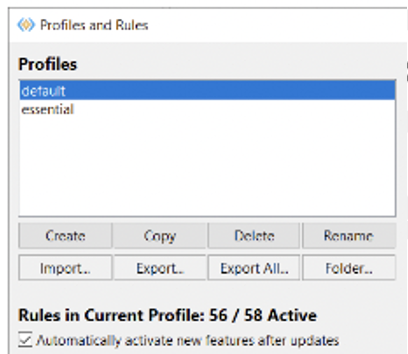 Profiles and Rules
Profiles
default
essential
Create Copy Delete Rename
Import... Export... Export All... Folder...
Rules in Current Profile: 56 / 58 Active
Automatically activate new features after updates